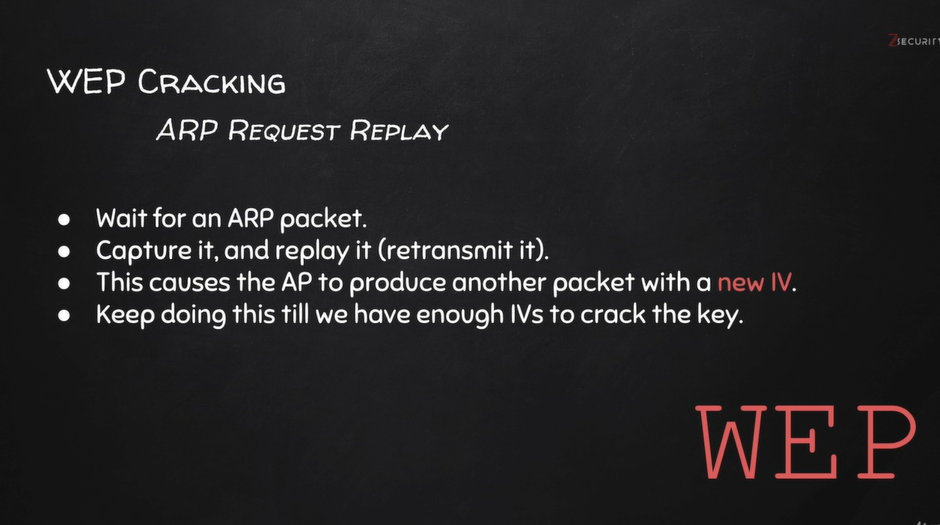 ZSECURITY
WEP CRACKING
ARP REQUEST REPLAY
● Wait for an ARP packet.
● Capture it, and replay it (retransmit it).
● This causes the AP to produce another packet with a new IV.
● Keep doing this till we have enough IVs to crack the key.
WEP